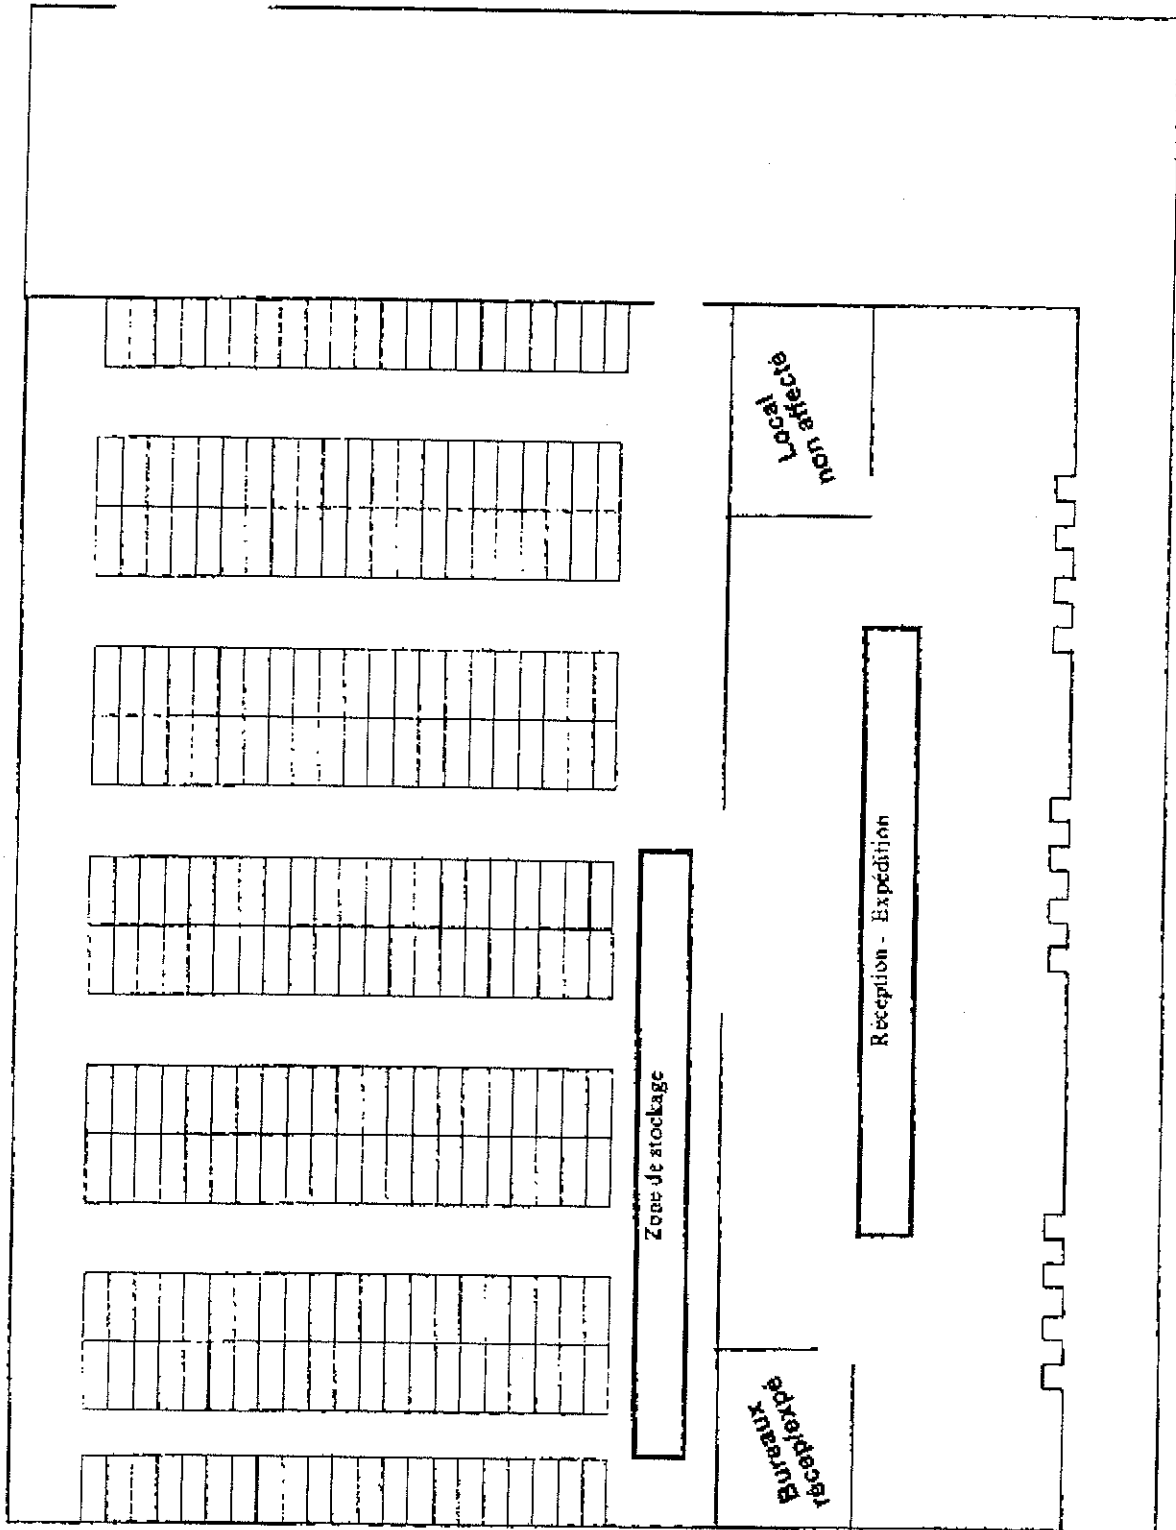 Local
non affecté
Réception - Expédition
Zone de stockage
Bureaux
récep/expé